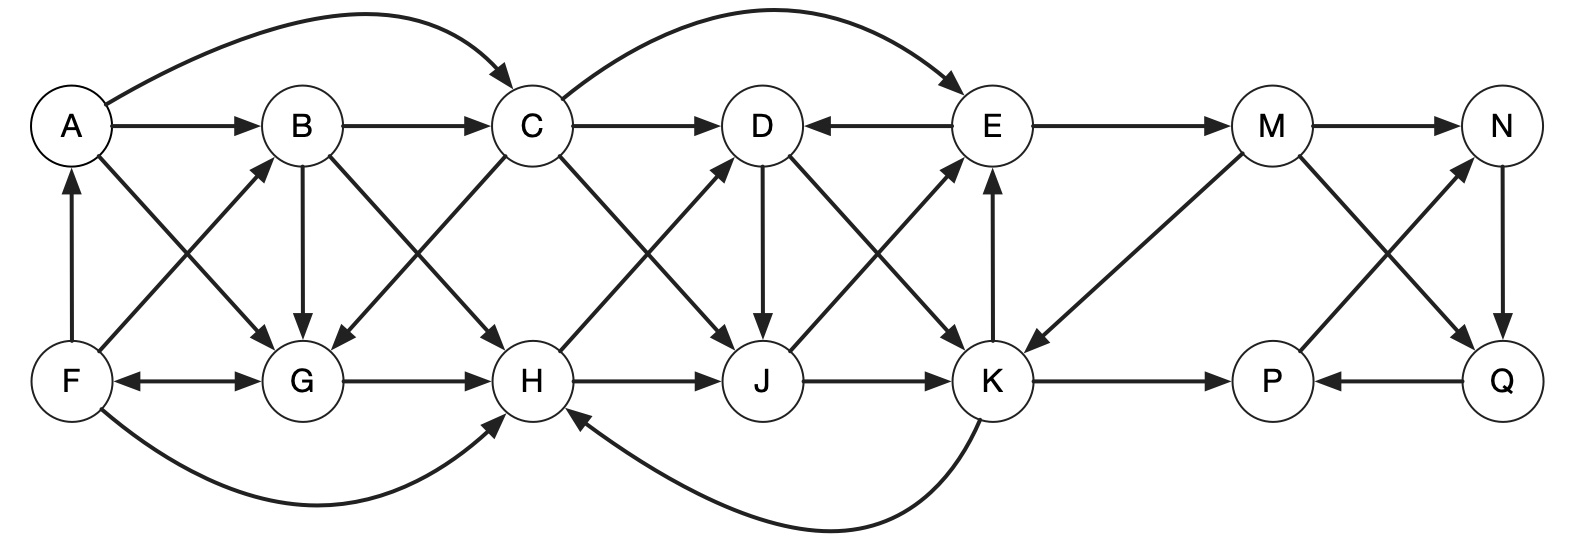 A B C D E M N
F G H J K P Q